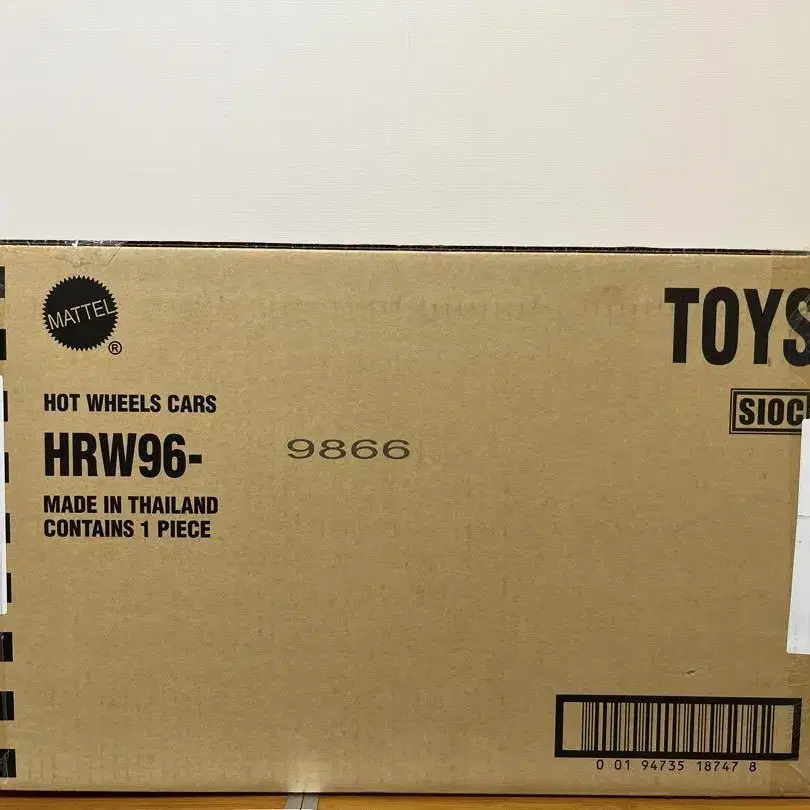 MATTEL
®
TOYS
HOT WHEELS CARS
SIOC
HRW96-
9866
MADE IN THAILAND
CONTAINS 1 PIECE
0 01 94735 18747 8